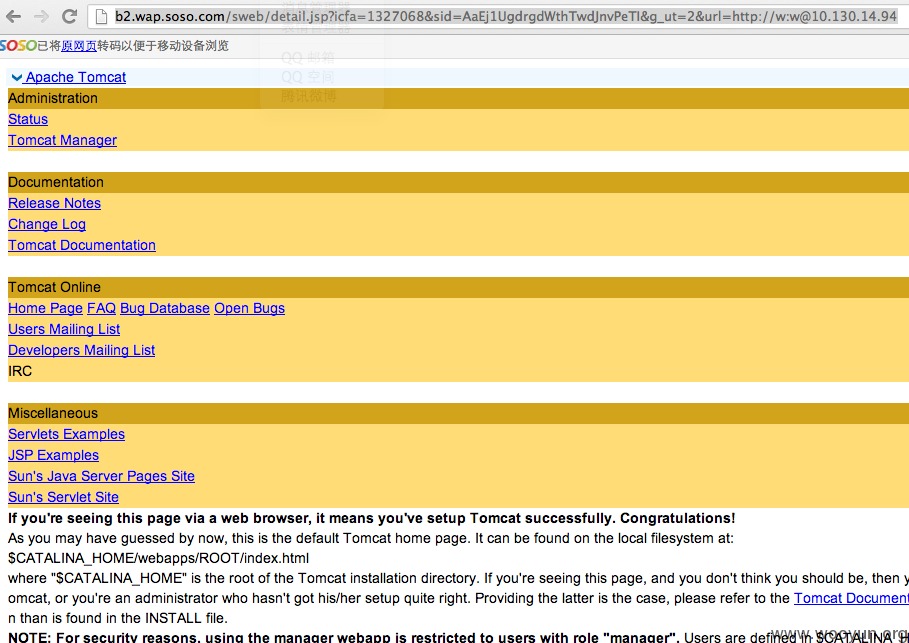 b2.wap.soso.com/sweb/detail.jsp?icfa=1327068&sid=AaEj1UgdrgdWthTwdJnvPeTI&g_ut=2&url=http://w:w@10.130.14.94
SOSO已将原网页转码以便于移动设备浏览
QQ 邮箱
QQ 空间
腾讯微博
Apache Tomcat
Administration
Status
Tomcat Manager
Documentation
Release Notes
Change Log
Tomcat Documentation
Tomcat Online
Home Page FAQ Bug Database Open Bugs
Users Mailing List
Developers Mailing List
IRC
Miscellaneous
Servlets Examples
JSP Examples
Sun's Java Server Pages Site
Sun's Servlet Site
If you're seeing this page via a web browser, it means you've setup Tomcat successfully. Congratulations!
As you may have guessed by now, this is the default Tomcat home page. It can be found on the local filesystem at:
$CATALINA_HOME/webapps/ROOT/index.html
where "$CATALINA_HOME" is the root of the Tomcat installation directory. If you're seeing this page, and you don't think you should be, then y
omcat, or you're an administrator who hasn't got his/her setup quite right. Providing the latter is the case, please refer to the Tomcat Document
n than is found in the INSTALL file.
NOTE: For security reasons, using the manager webapp is restricted to users with role "manager". Users are defined in $CATALINA_H
www.wooyun.org